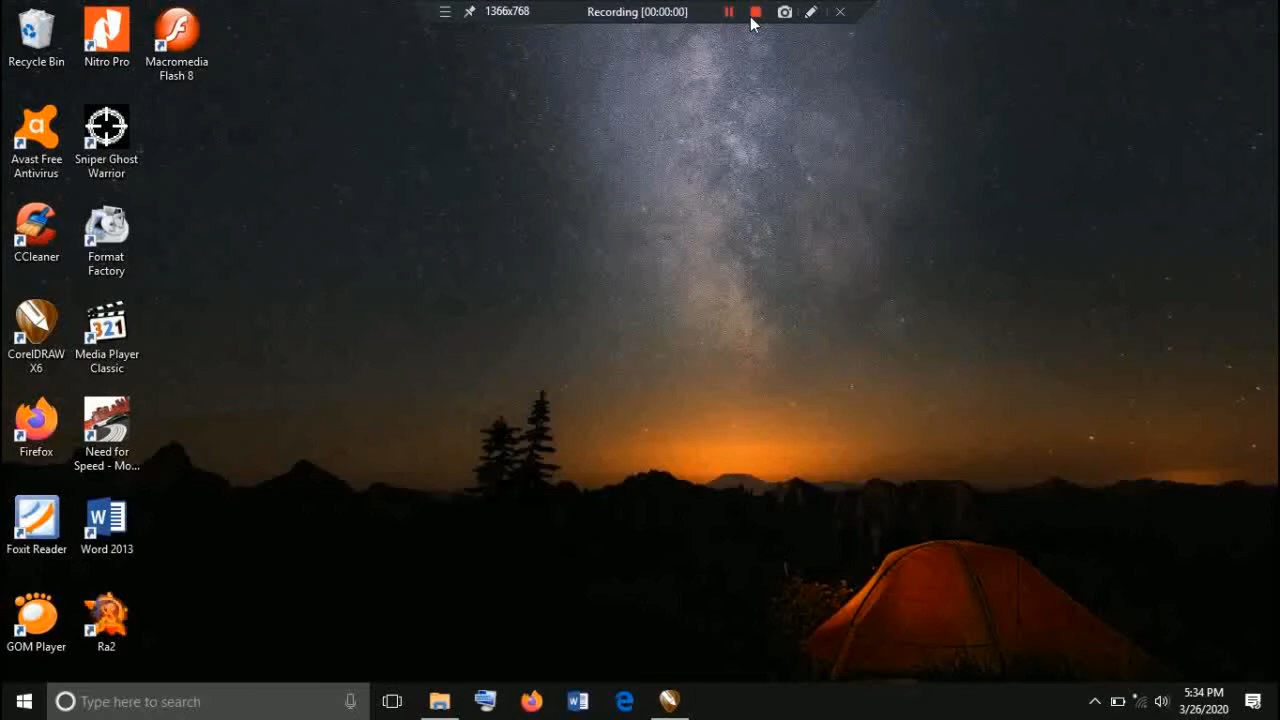 1366x768
Recording [00:00:00]
Recycle Bin
Nitro Pro
Macromedia
Flash 8
Avast Free
Antivirus
Sniper Ghost
Warrior
CCleaner
Format
Factory
CorelDRAW
X6
321
Media Player
Classic
Firefox
Need for
Speed - Mo...
Foxit Reader
W
Word 2013
GOM Player
Ra2
Type here to search
5:34 PM
3/26/2020